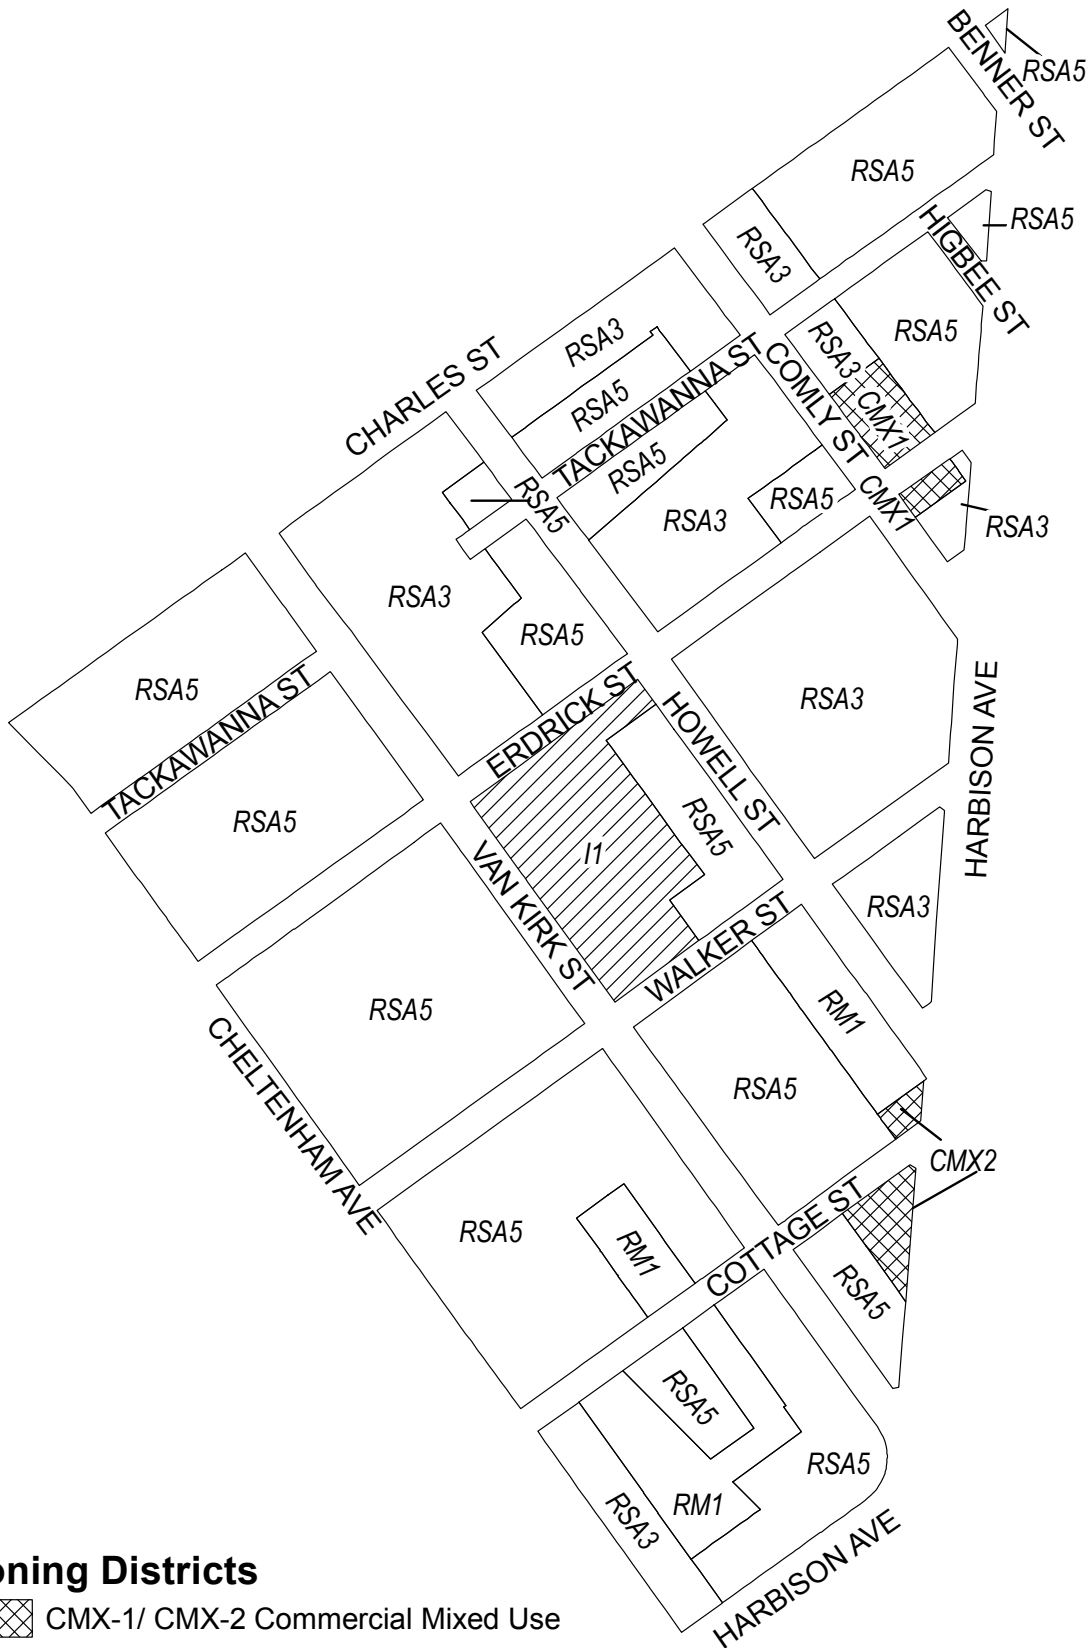 BENNER ST
RSA5
RSA5
RSA5
HIGBEE ST
RSA3
RSA3
RSA5
RSA3
CHARLES ST
TACKAWANNA ST
COMLY ST
RSA5
CMX1
RSA5
RSA5
RSA5
CMX1
RSA3
RSA3
RSA3
RSA5
ERDRICK ST
HOWELL ST
RSA3
HARBISON AVE
RSA5
TACKAWANNA ST
RSA5
RSA5
I1
VAN KIRK ST
WALKER ST
RSA3
RSA5
RM1
CHELTENHAM AVE
RSA5
CMX2
COTTAGE ST
RSA5
RM1
RSA5
RSA5
RSA5
RM1
RSA3
HARBISON AVE
oning Districts
CMX-1/ CMX-2 Commercial Mixed Use